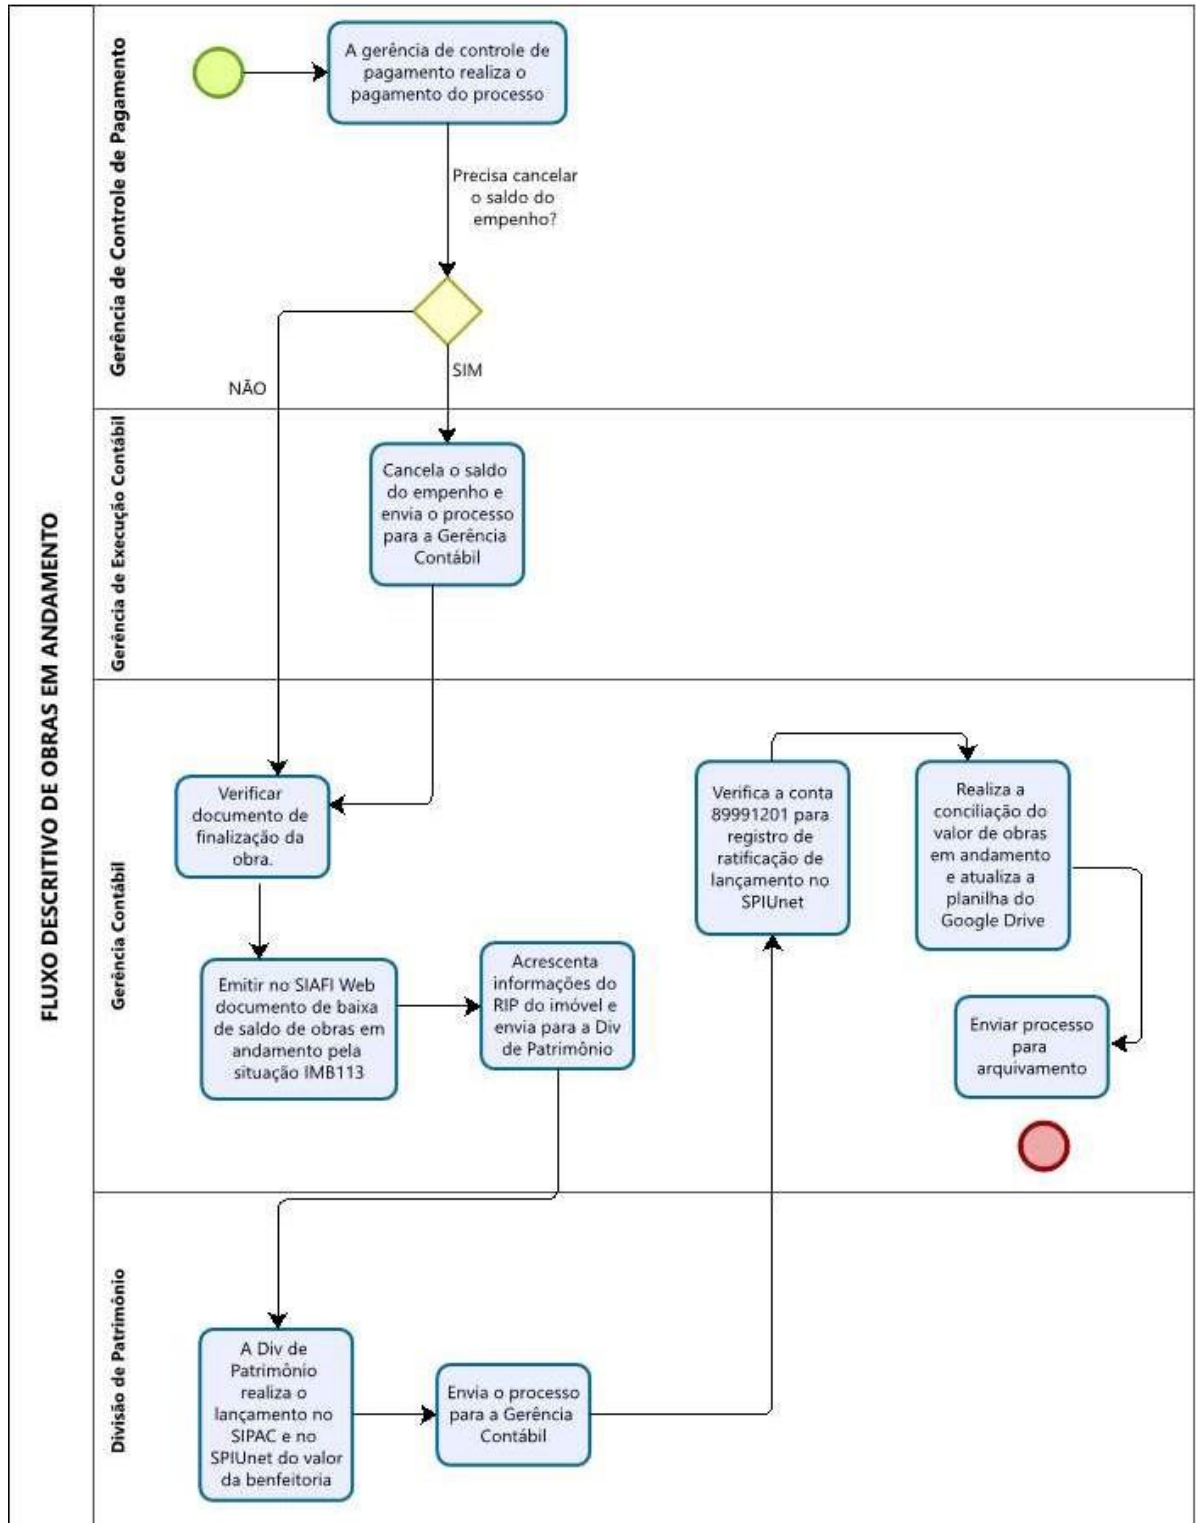 FLUXO DESCRITIVO DE OBRAS EM ANDAMENTO
Gerência de Controle de Pagamento
A gerência de controle de
pagamento realiza o
pagamento do processo
Precisa cancelar
o saldo do
empenho?
SIM
NÃO
Gerência de Execução Contábil
Cancela o saldo
do empenho e
envia o processo
para a Gerência
Contábil
Gerência Contábil
Verificar
documento de
finalização da
obra.
Emitir no SIAFI Web
documento de baixa
de saldo de obras em
andamento pela
situação IMB113
Acrescenta
informações do
RIP do imóvel e
envia para a Div
de Patrimônio
Verifica a conta
89991201 para
registro de
ratificação de
lançamento no
SPIUnet
Realiza a
conciliação do
valor de obras
em andamento
e atualiza a
planilha do
Google Drive
Enviar processo
para
arquivamento
Divisão de Patrimônio
A Div de
Patrimônio
realiza o
lançamento no
SIPAC e no
SPIUnet do valor
da benfeitoria
Envia o processo
para a Gerência
Contábil